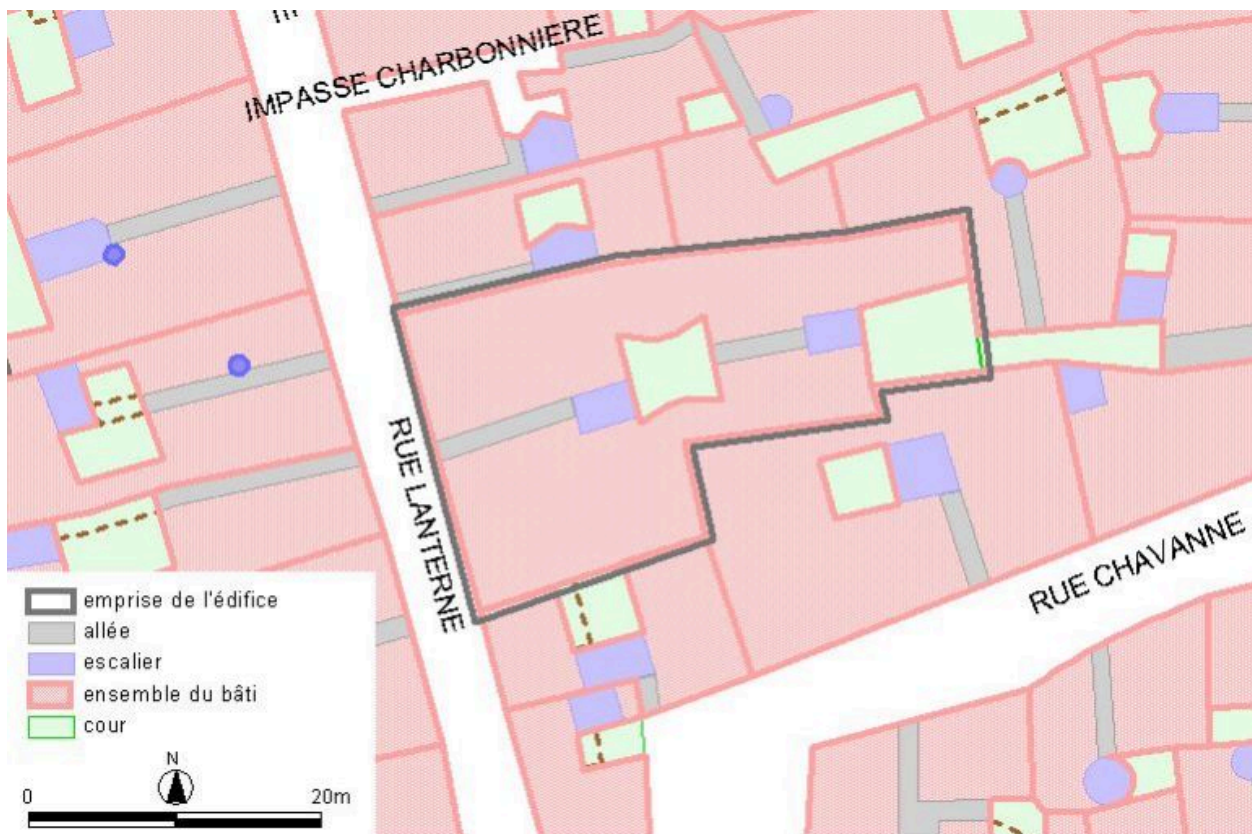 IMPASSE CHARBONNIERE
RUE LANTERNE
RUE CHAVANNE
emprise de l'édifice
allée
escalier
ensemble du bâti
cour
N
0 20m